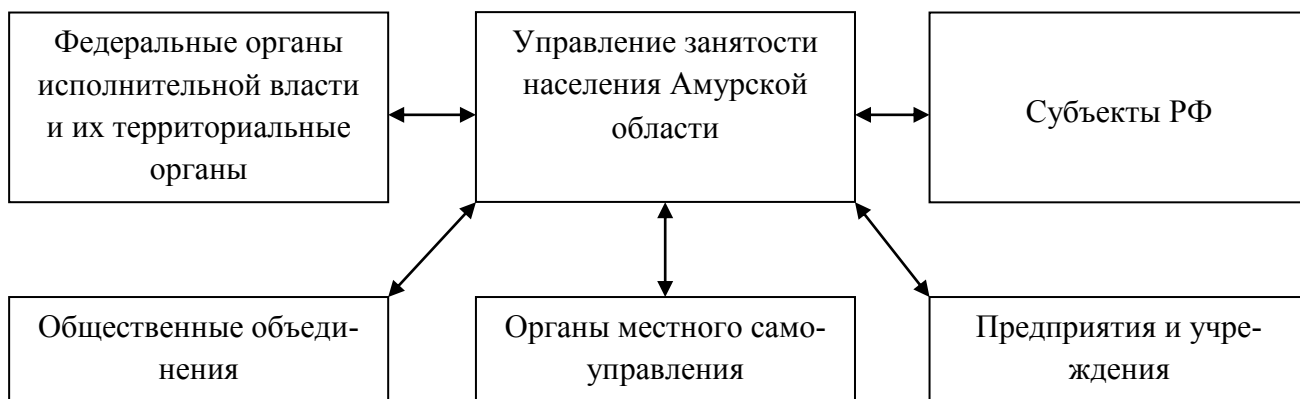 Федеральные органы
исполнительной власти
и их территориальные
органы
Управление занятости
населения Амурской
области
Субъекты РФ
Общественные объеди-
нения
Органы местного само-
управления
Предприятия и учре-
ждения